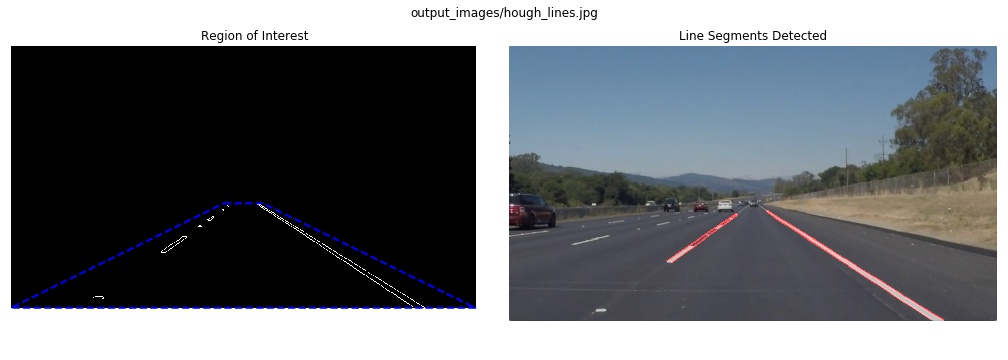 output_images/hough_lines.jpg
Region of Interest
Line Segments Detected